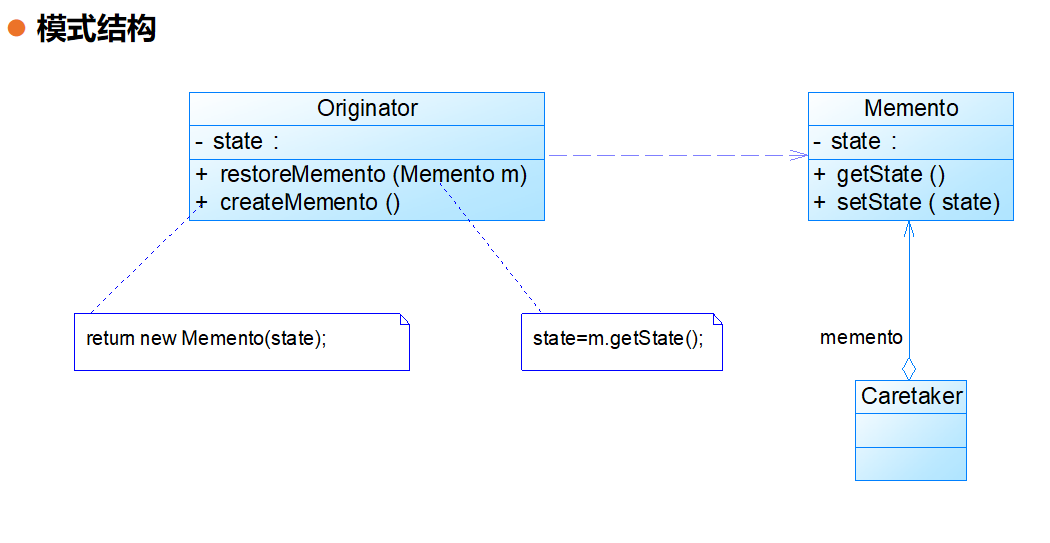 模式结构
Originator
- state :
+ restoreMemento (Memento m)
+ createMemento ()
Memento
- state :
+ getState ()
+ setState ( state)
return new Memento(state);
state=m.getState();
memento
Caretaker